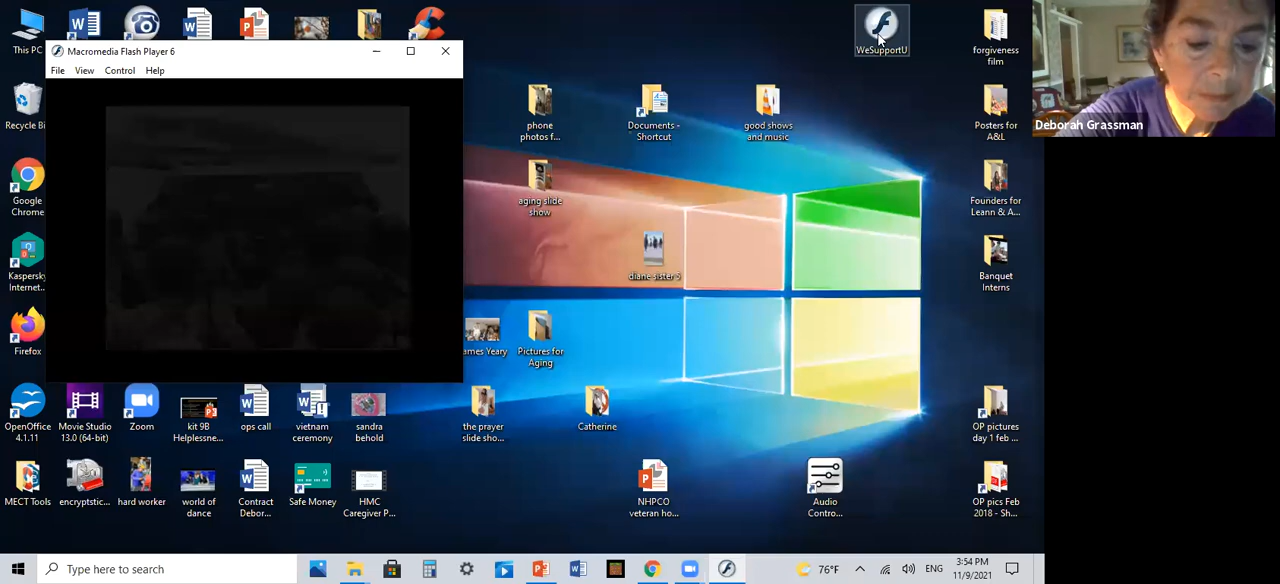 This PC
WeSupportU
forgiveness
film
Deborah Grassman
Macromedia Flash Player 6
File View Control Help
Recycle Bi
phone
photos f...
Documents -
Shortcut
good shows
and music
Posters for
A&L
Google
Chrome
aging slide
show
Founders for
Leann & A...
Kaspersky
Internet...
diane sister 5
Banquet
Interns
Firefox
ames Yeary
Pictures for
Aging
OpenOffice
4.1.11
Movie Studio
13.0 (64-bit)
Zoom
kit 9B
Helplessne...
ops call
vietnam
ceremony
sandra
behold
the prayer
slide sho...
Catherine
OP pictures
day 1 feb ...
MECT Tools
encryptstic...
hard worker
world of
dance
Contract
Debor...
Safe Money
HMC
Caregiver P...
NHPCO
veteran ho...
Audio
Contro...
OP pics Feb
2018 - Sh...
Type here to search
76°F
ENG
3:54 PM
11/9/2021